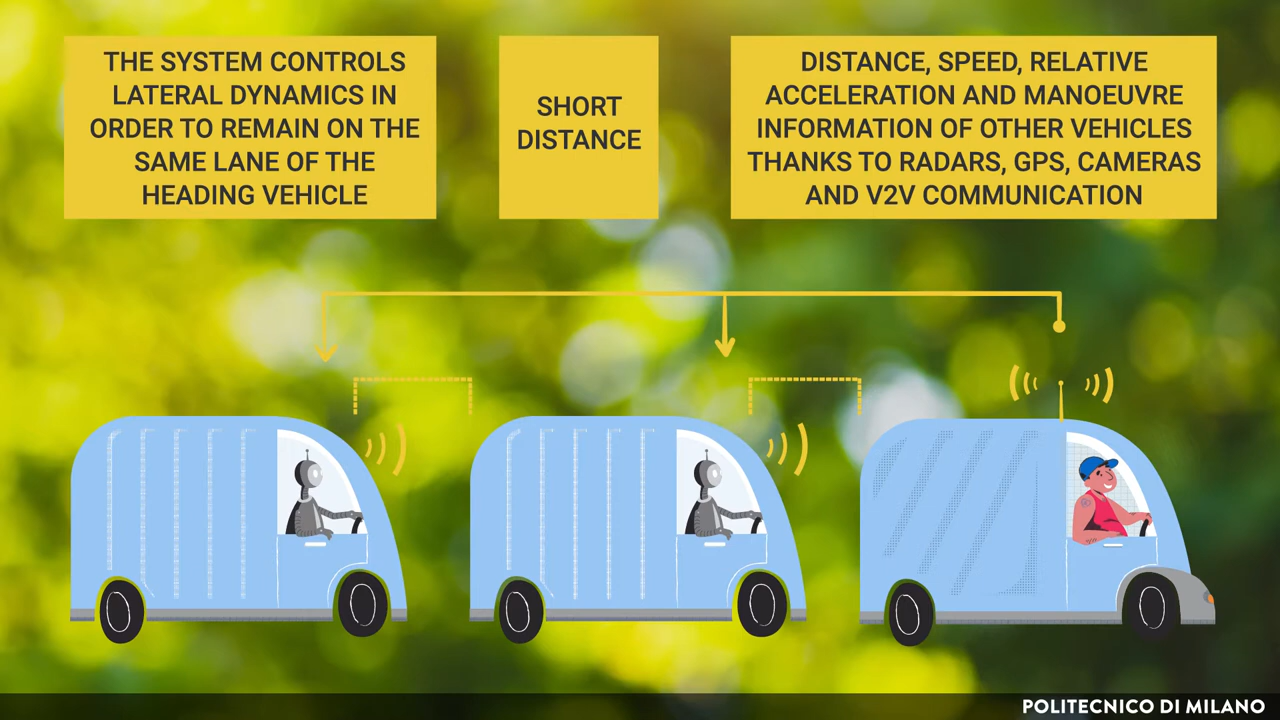 THE SYSTEM CONTROLS
LATERAL DYNAMICS IN
ORDER TO REMAIN ON THE
SAME LANE OF THE
HEADING VEHICLE
SHORT
DISTANCE
DISTANCE, SPEED, RELATIVE
ACCELERATION AND MANOEUVRE
INFORMATION OF OTHER VEHICLES
THANKS TO RADARS, GPS, CAMERAS
AND V2V COMMUNICATION
POLITECNICO DI MILANO